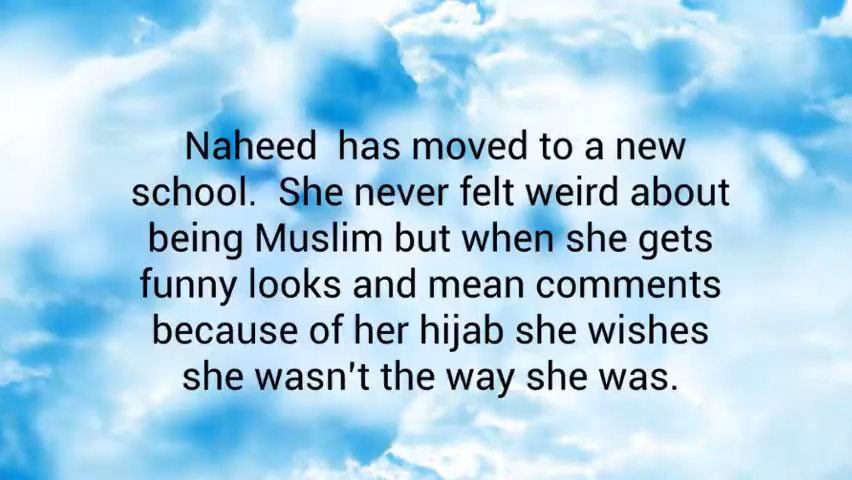 Naheed  has moved to a new
school.  She never felt weird about
being Muslim but when she gets
funny looks and mean comments
because of her hijab she wishes
she wasn't the way she was.